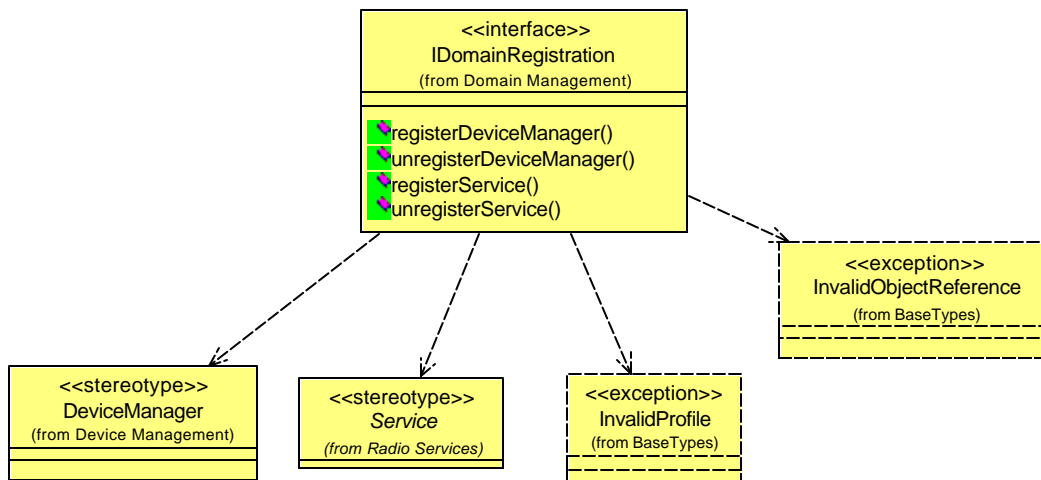 <<interface>>
IDomainRegistration
(from Domain Management)
registerDeviceManager()
unregisterDeviceManager()
registerService()
unregisterService()
<<exception>>
InvalidObjectReference
(from BaseTypes)
<<stereotype>>
DeviceManager
(from Device Management)
<<stereotype>>
Service
(from Radio Services)
<<exception>>
InvalidProfile
(from BaseTypes)